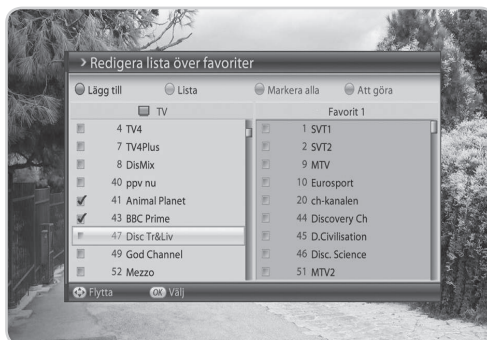 > Redigera lista över favoriter
Lägg till Lista Markera alla Att göra
TV Favorit 1
4 TV4 1 SVT1
7 TV4Plus 2 SVT2
8 DisMix 9 MTV
40 ppv nu 10 Eurosport
41 Animal Planet 20 ch-kanalen
43 BBC Prime 44 Discovery Ch
47 Disc Tr&Liv 45 D.Civilisation
49 God Channel 46 Disc. Science
52 Mezzo 51 MTV2
Flytta OK Välj